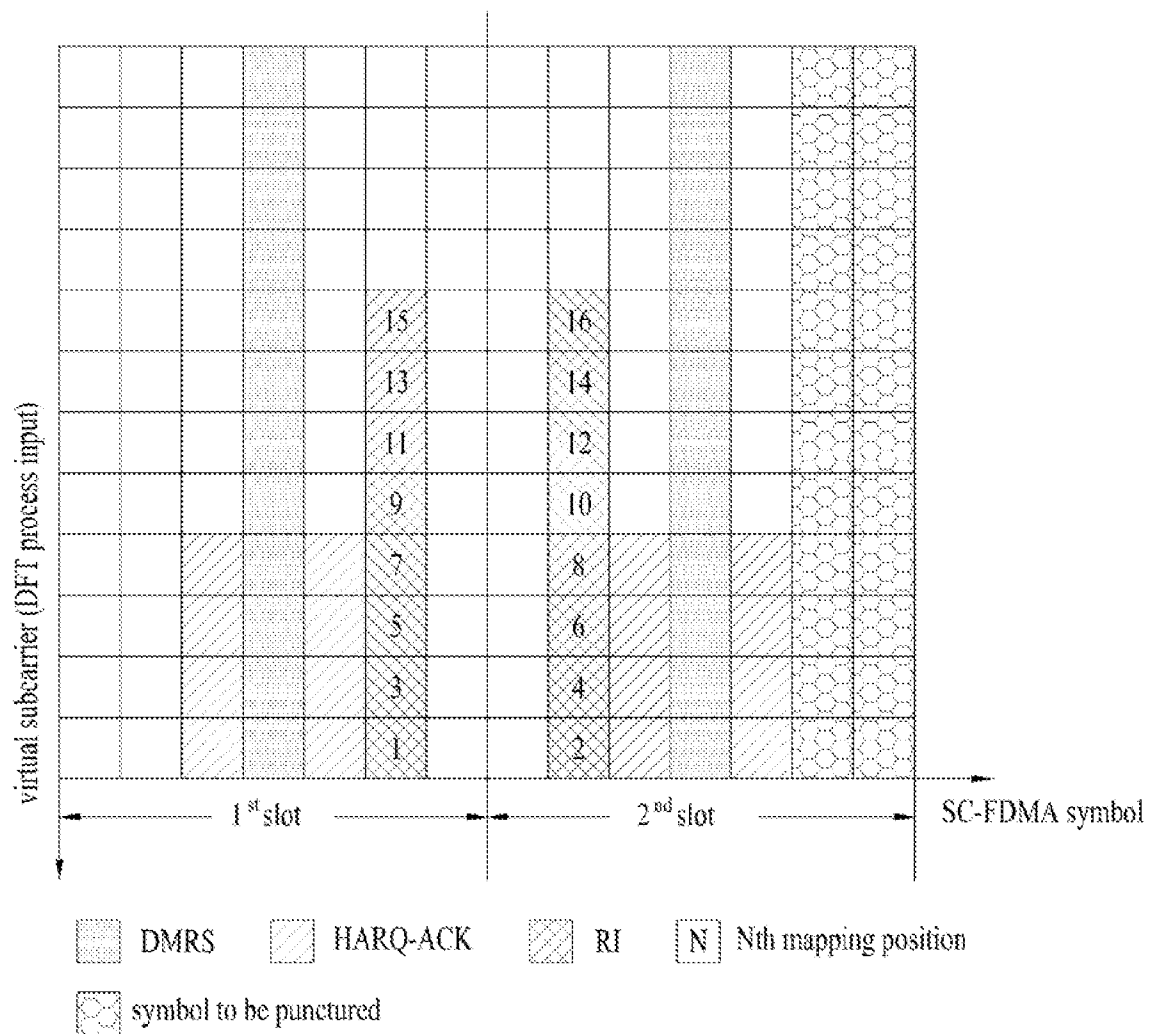 15 16
13 14
11 12
9 10
7 8
5 6
3 4
1 2
virtual subcarrier (DFT process input)
1st slot 2nd slot SC-FDMA symbol
DMRS HARQ-ACK RI N Nth mapping position
symbol to be punctured